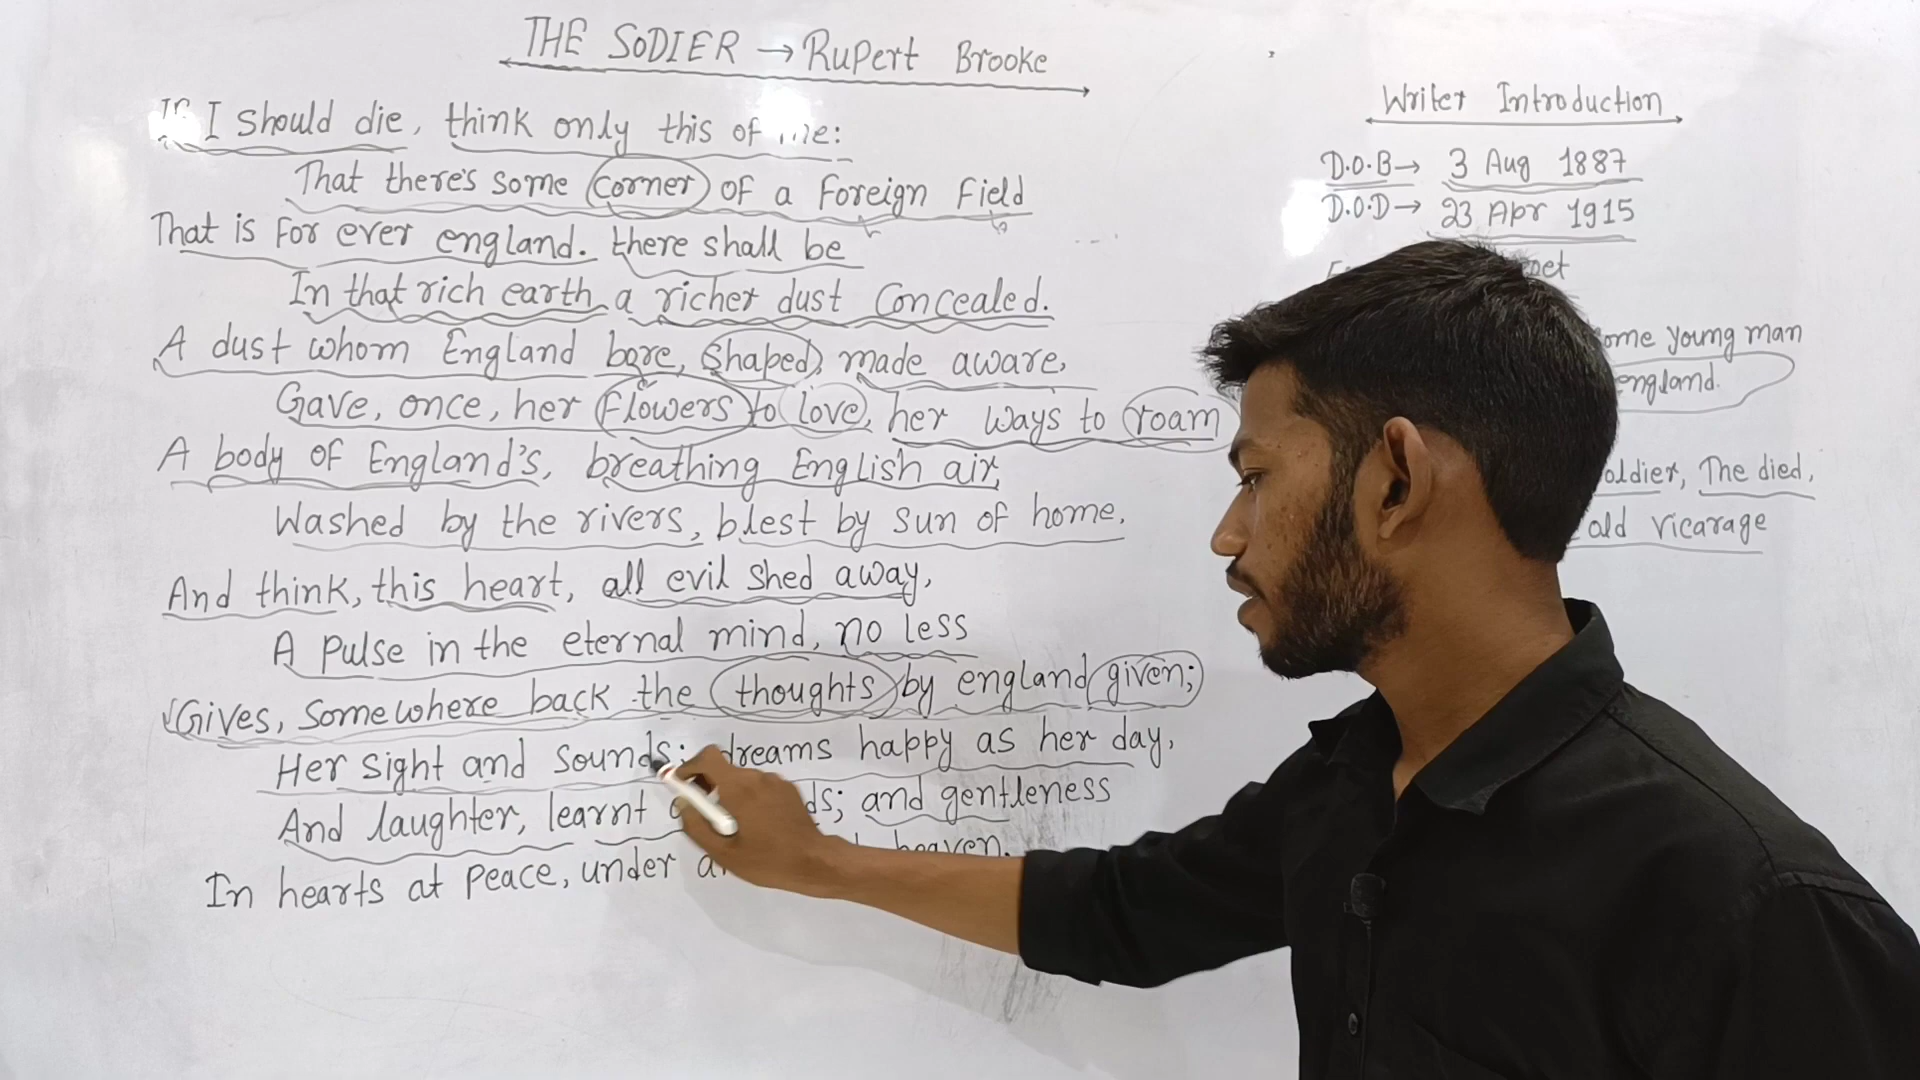 THE SODIER → Rupert Brooke
If I should die, think only this of me:
That there's some corner of a Foreign Field
That is For ever england. there shall be
In that rich earth a richer dust Concealed.
A dust whom England bore, shaped, made aware,
Gave, once, her flowers to love, her ways to roam
A body of England's, breathing English air,
Washed by the rivers, blest by sun of home,
And think, this heart, all evil shed away,
A pulse in the eternal mind, no less
Gives, Somewhere back the thoughts by england given;
Her sight and sounds; dreams happy as her day,
And laughter, learnt and gentleness
In hearts at peace, under heaven.
Writer Introduction
D.O.B → 3 Aug 1887
D.O.D → 23 Apr 1915
young man
england.
The died,
old vicarage